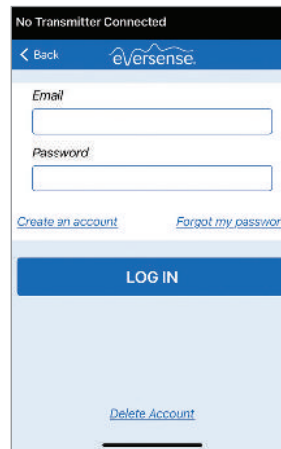 No Transmitter Connected
Back eversense.
Email
Password
Create an account Forgot my passwor
LOG IN
Delete Account